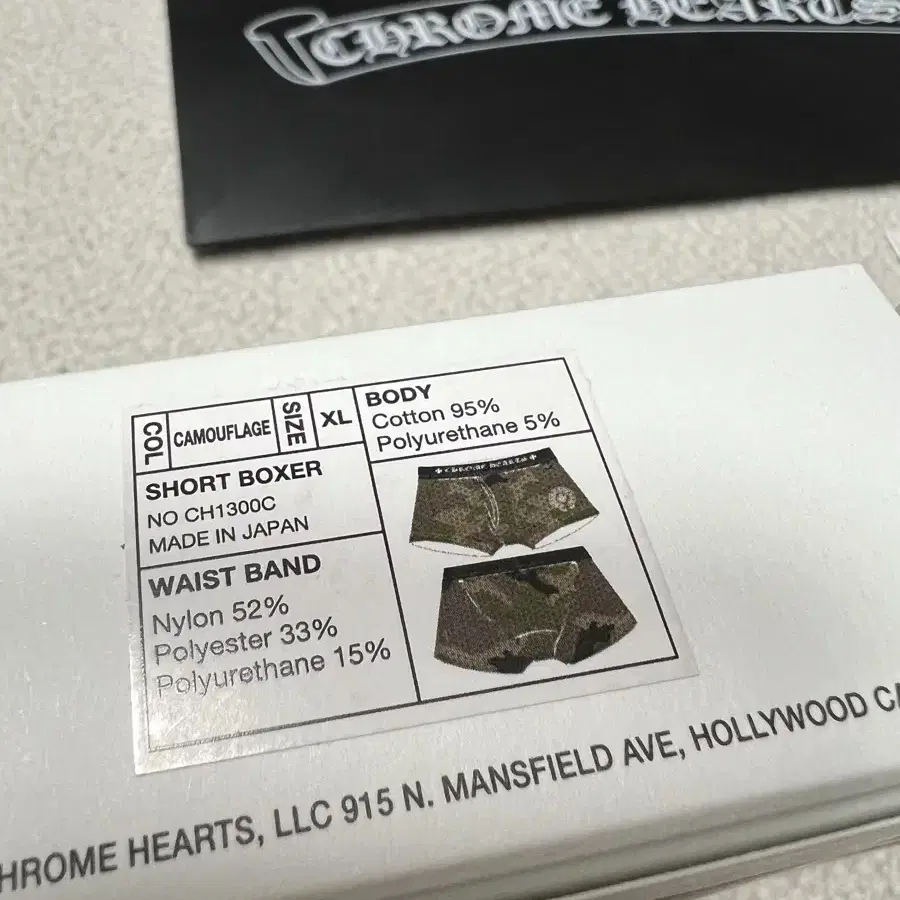 CHROME HEARTS
COL
CAMOUFLAGE
SIZE
XL
BODY
Cotton 95%
Polyurethane 5%
SHORT BOXER
NO CH1300C
MADE IN JAPAN
CHROME HEARTS
WAIST BAND
Nylon 52%
Polyester 33%
Polyurethane 15%
HROME HEARTS, LLC 915 N. MANSFIELD AVE, HOLLYWOOD CA